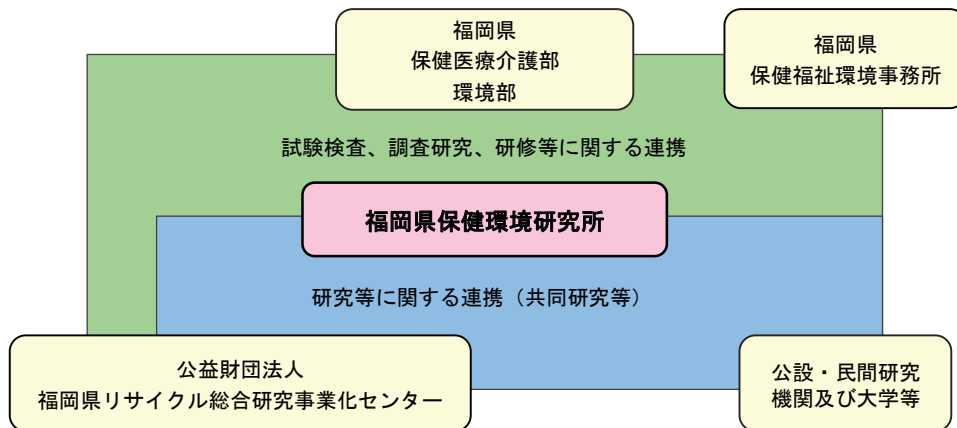 福岡県
保健医療介護部
環境部
福岡県
保健福祉環境事務所
試験検査、調査研究、研修等に関する連携
福岡県保健環境研究所
研究等に関する連携（共同研究等）
公益財団法人
福岡県リサイクル総合研究事業化センター
公設・民間研究
機関及び大学等